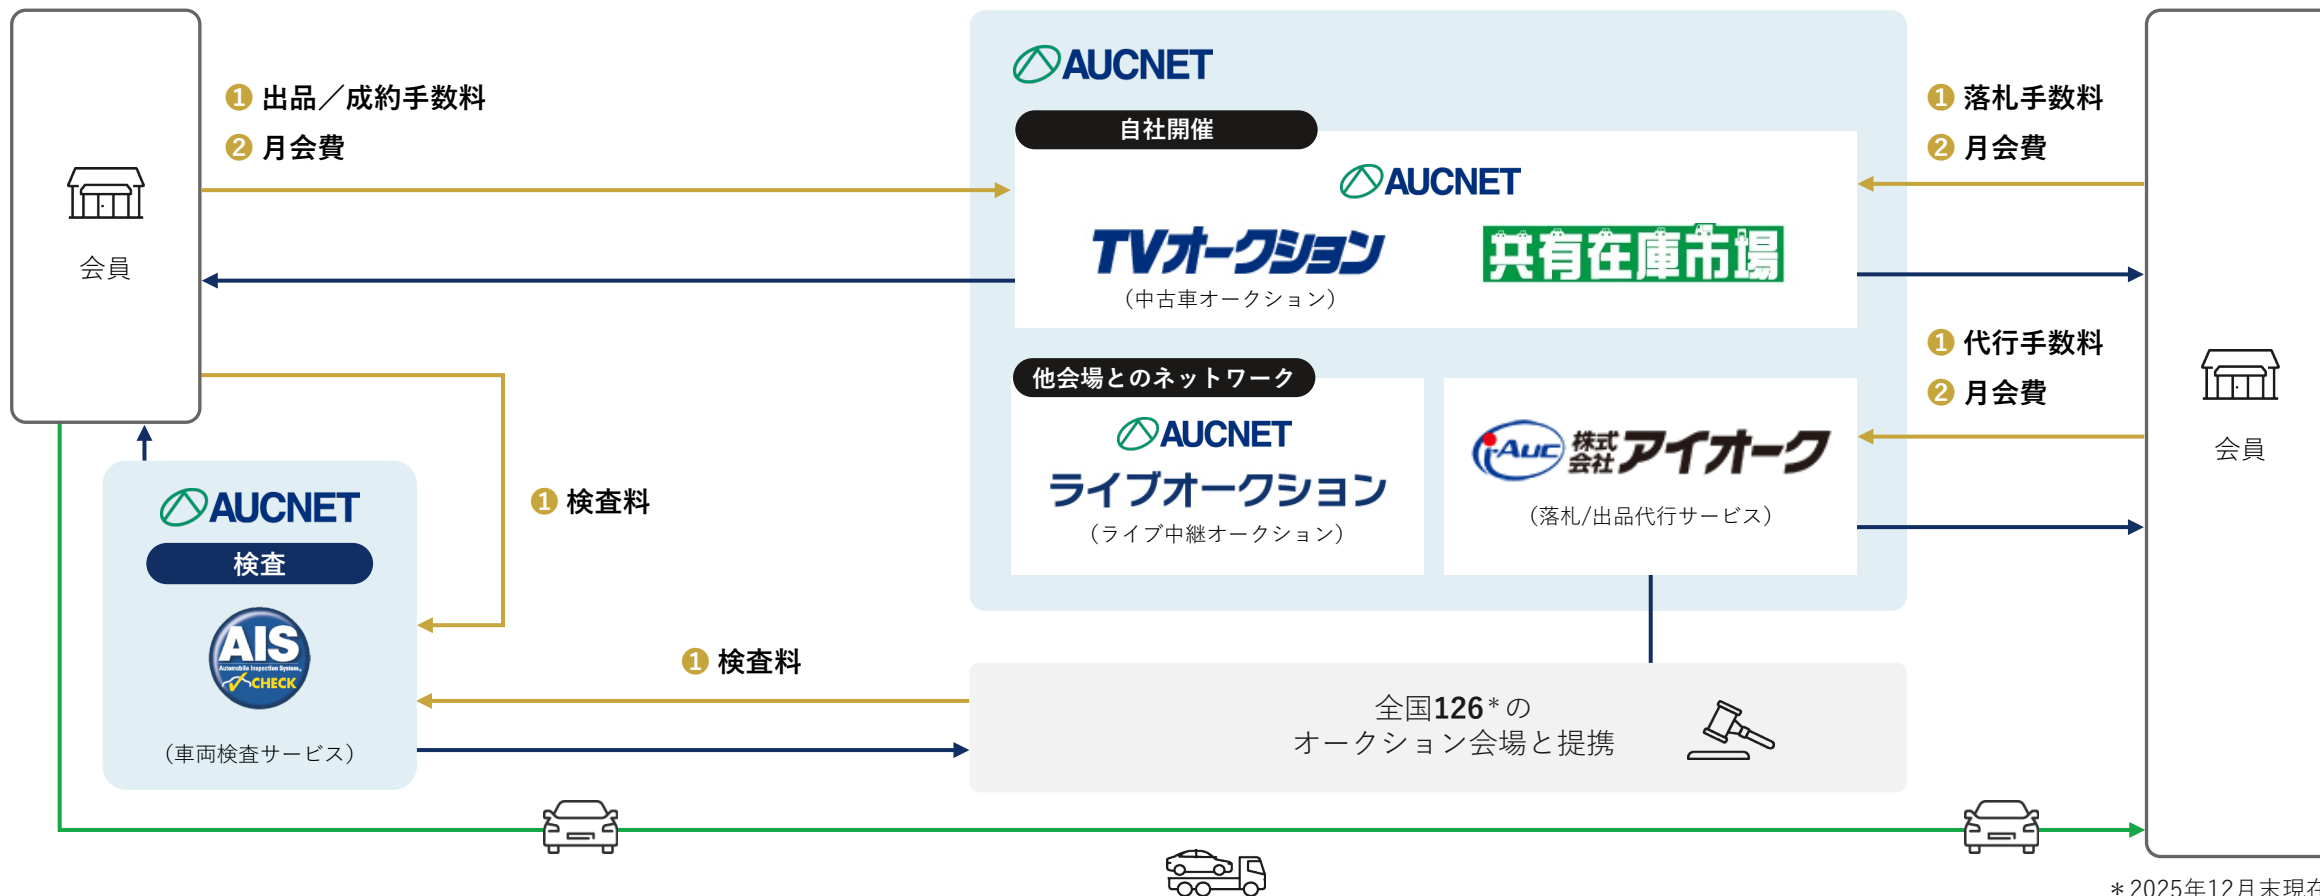 会員
❶ 出品／成約手数料
❷ 月会費
AUCNET
自社開催
AUCNET
TVオークション
(中古車オークション)
共有在庫市場
他会場とのネットワーク
AUCNET
ライブオークション
(ライブ中継オークション)
i-Auc 株式会社 アイオーク
(落札/出品代行サービス)
❶ 落札手数料
❷ 月会費
❶ 代行手数料
❷ 月会費
会員
AUCNET
検査
AIS
Automobile Inspection System
CHECK
(車両検査サービス)
❶ 検査料
❶ 検査料
全国126*の
オークション会場と提携
*2025年12月末現在